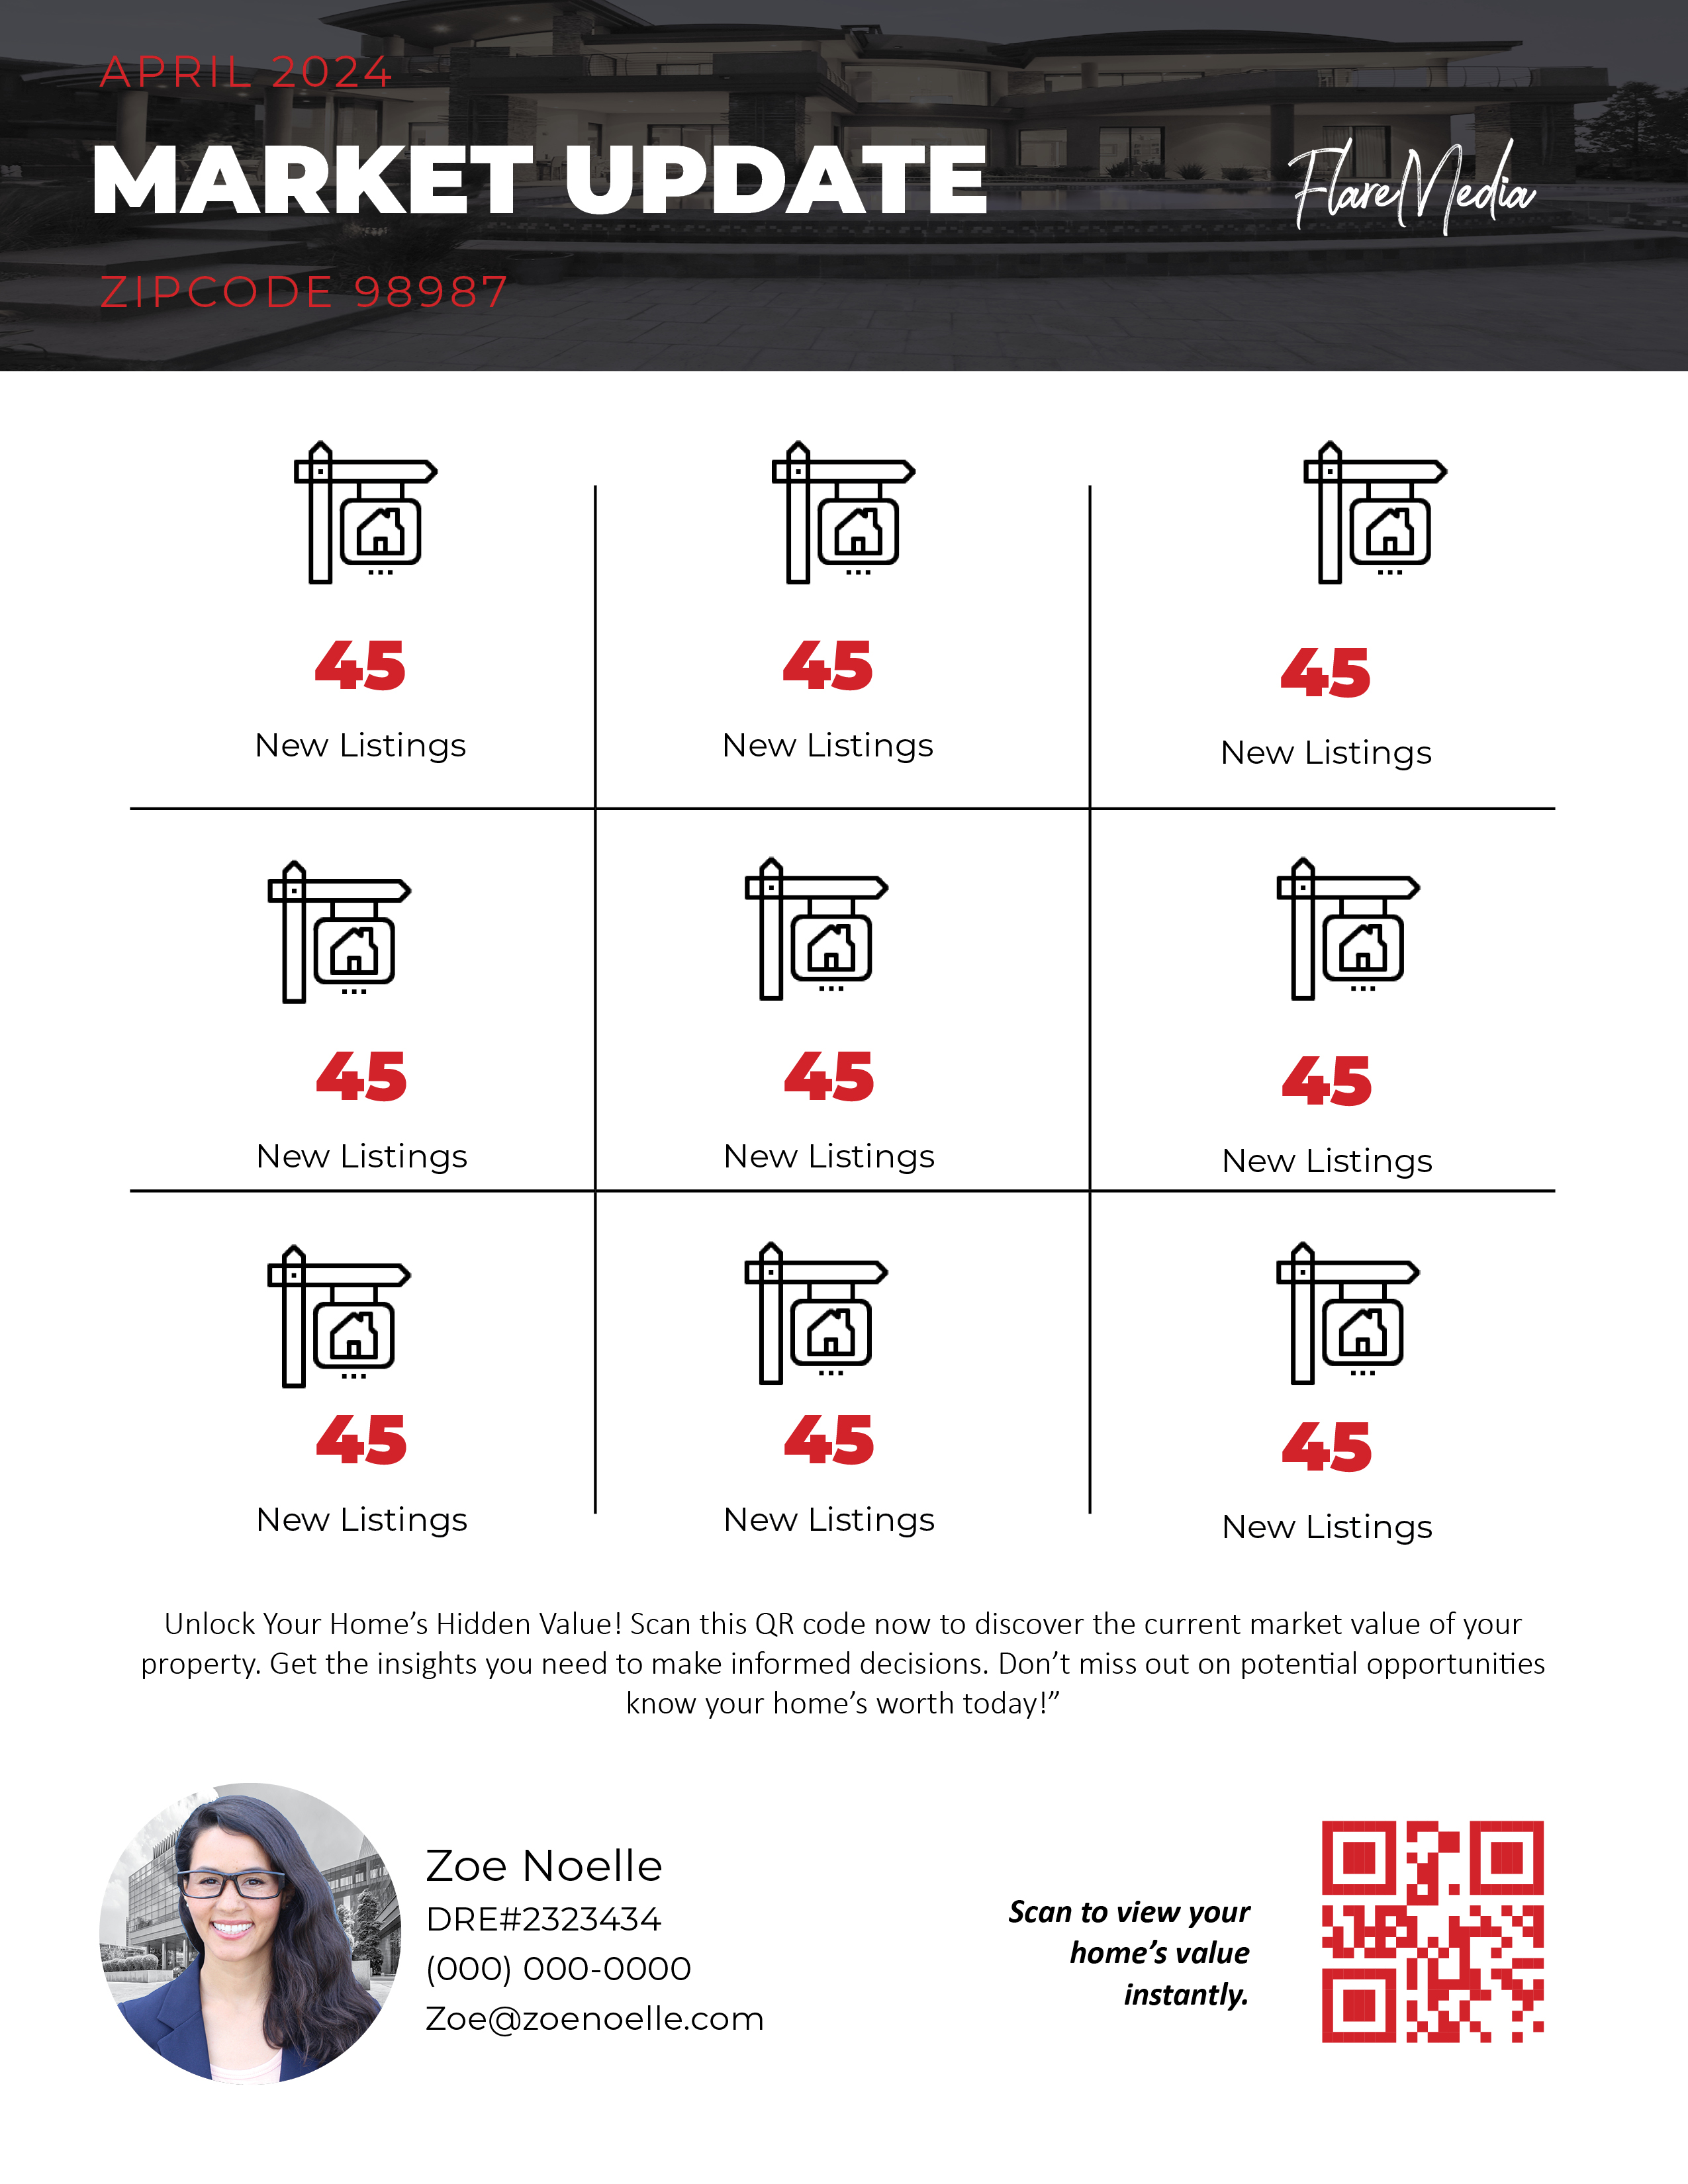 APRIL 2024
MARKET UPDATE
FlareMedia
ZIPCODE 98987
45
45
45
New Listings
New Listings
New Listings
45
45
45
New Listings
New Listings
New Listings
45
45
45
New Listings
New Listings
New Listings
Unlock Your Home’s Hidden Value! Scan this QR code now to discover the current market value of your
property. Get the insights you need to make informed decisions. Don’t miss out on potential opportunities
know your home’s worth today!”
Zoe Noelle
DRE#2323434
(000) 000-0000
Zoe@zoenoelle.com
Scan to view your
home’s value
instantly.